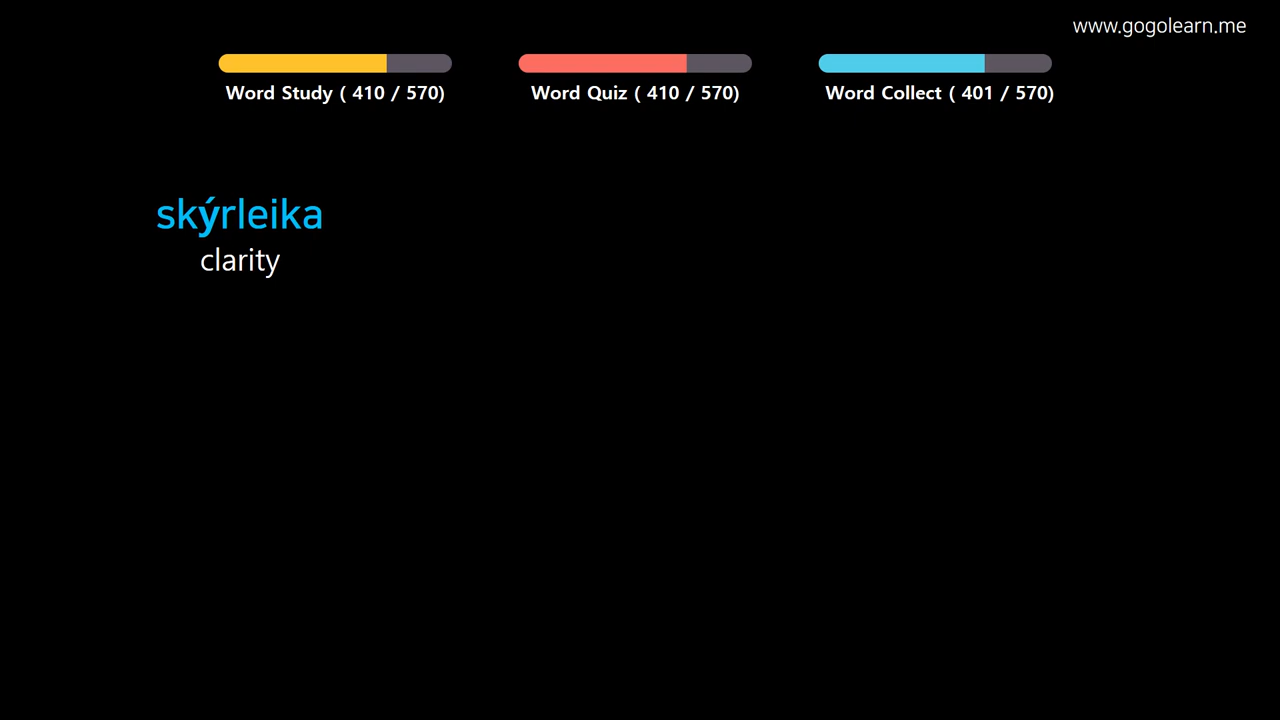 www.gogolearn.me
Word Study ( 410 / 570)
Word Quiz ( 410 / 570)
Word Collect ( 401 / 570)
skýrleika
clarity